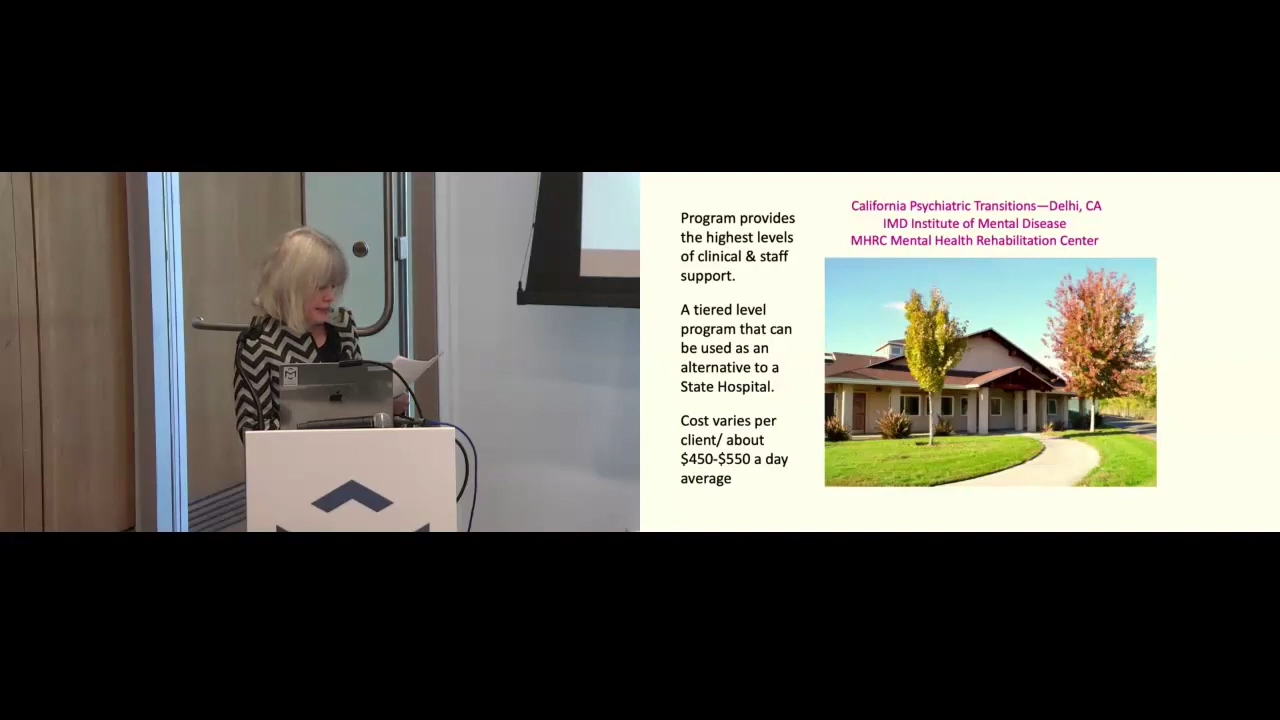 Program provides
the highest levels
of clinical & staff
support.
A tiered level
program that can
be used as an
alternative to a
State Hospital.
Cost varies per
client/ about
$450-$550 a day
average
California Psychiatric Transitions—Delhi, CA
IMD Institute of Mental Disease
MHRC Mental Health Rehabilitation Center